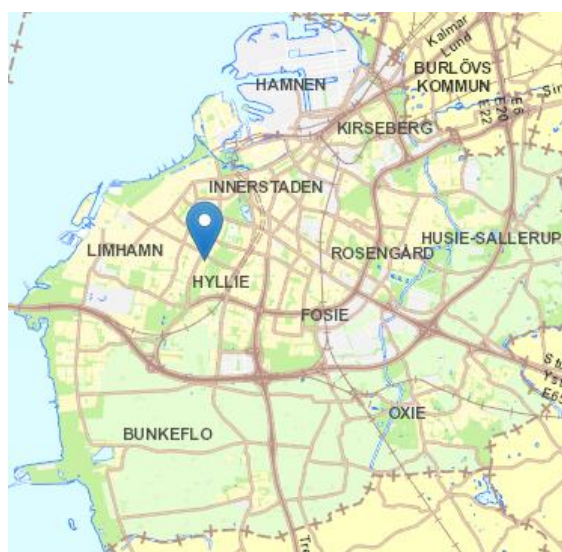 Kalmar
Lund
BURLÖVS
KOMMUN
HAMNEN
E6
E20
E22
KIRSEBERG
INNERSTADEN
LIMHAMN
ROSENGÅRD
HUSIE-SALLERUP
HYLLIE
FOSIE
E65
OXIE
BUNKEFLO